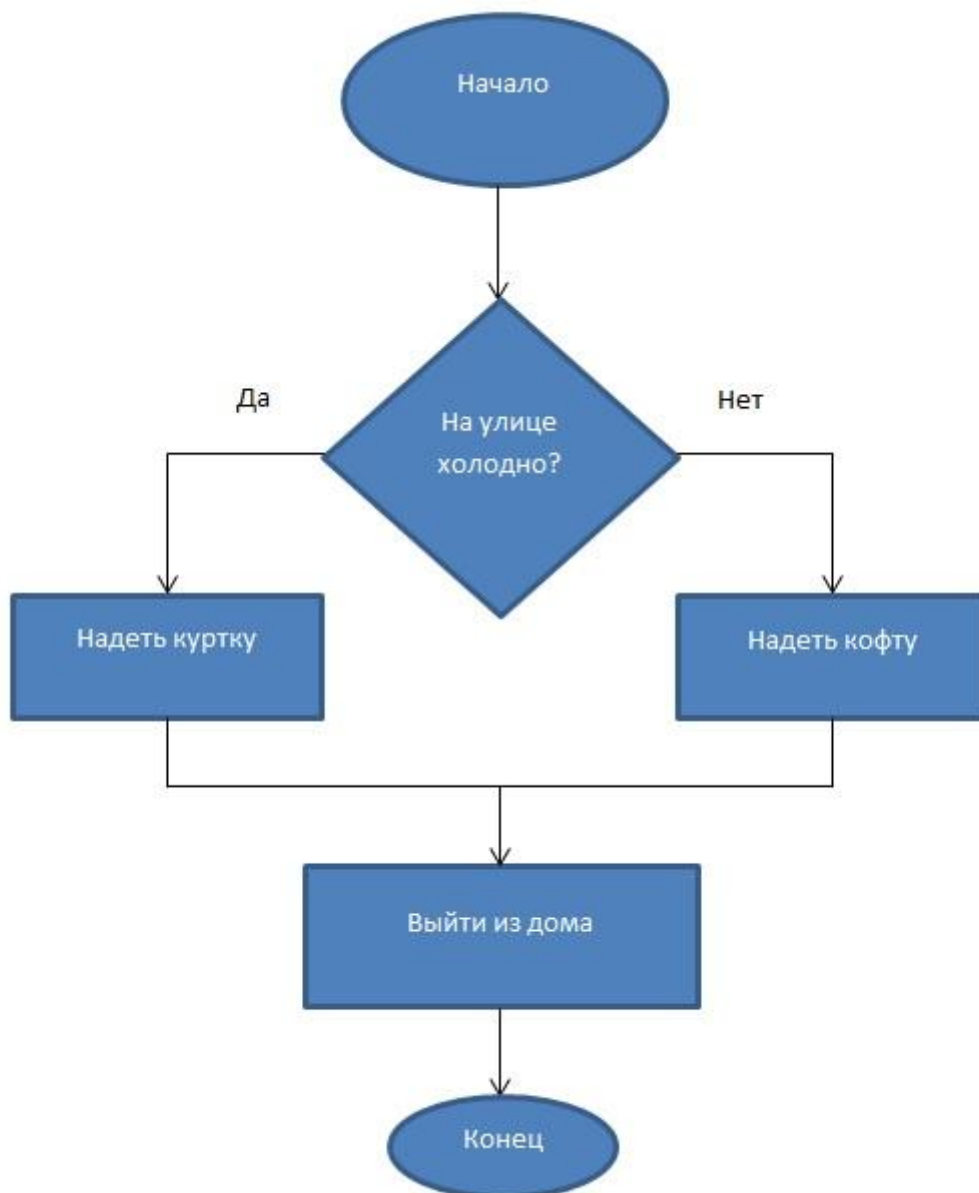 Начало
Да
Нет
На улице
холодно?
Надеть куртку
Надеть кофту
Выйти из дома
Конец